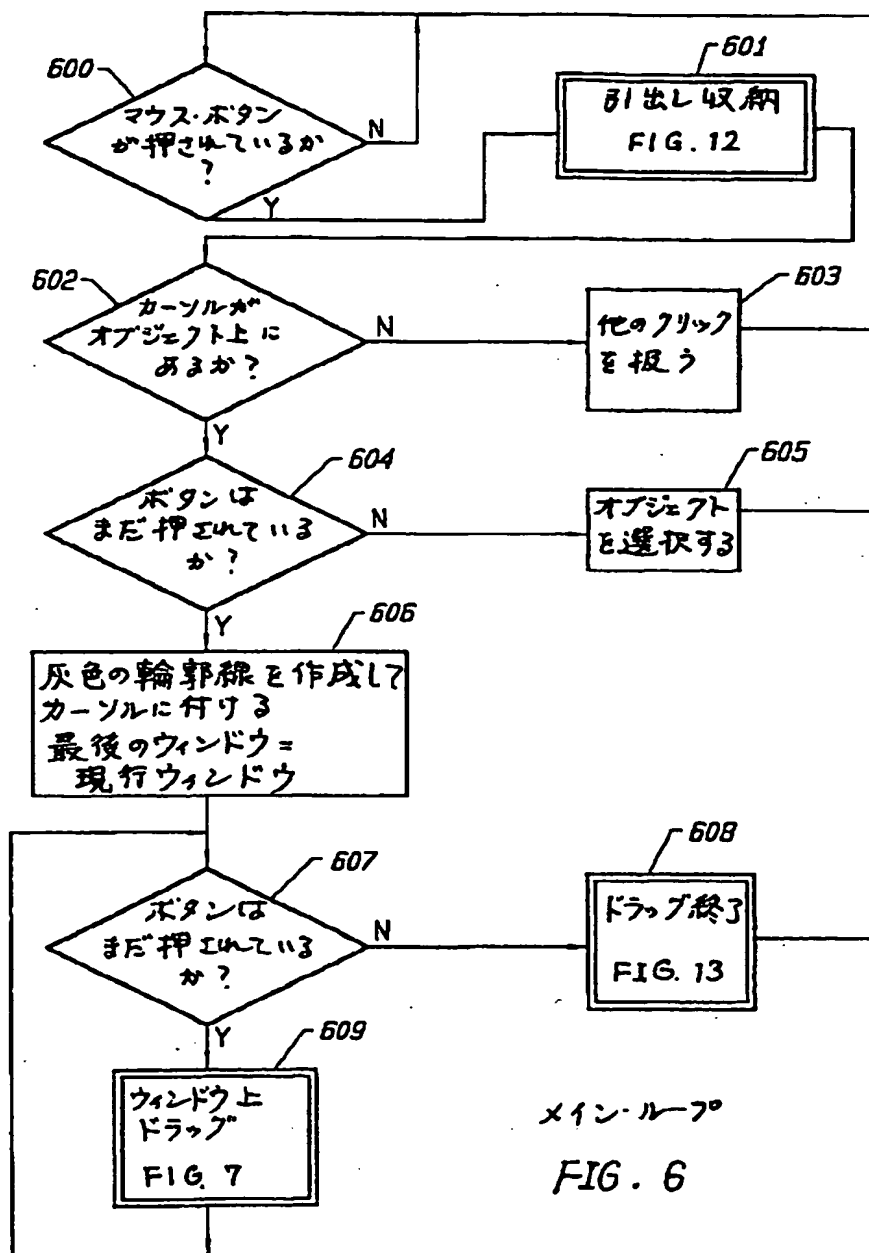 600
マウス・ボタン
が押されているか
?
N
Y
601
引出し収納
FIG. 12
602
カーソルが
オブジェクト上に
あるか?
N
Y
603
他のクリック
を扱う
604
ボタンは
まだ押されている
か?
N
Y
605
オブジェクト
を選択する
606
灰色の輪郭線を作成して
カーソルに付ける
最後のウィンドウ=
現行ウィンドウ
607
ボタンは
まだ押されている
か?
N
Y
608
ドラッグ終了
FIG. 13
609
ウィンドウ上
ドラッグ
FIG. 7
メイン・ループ
FIG. 6